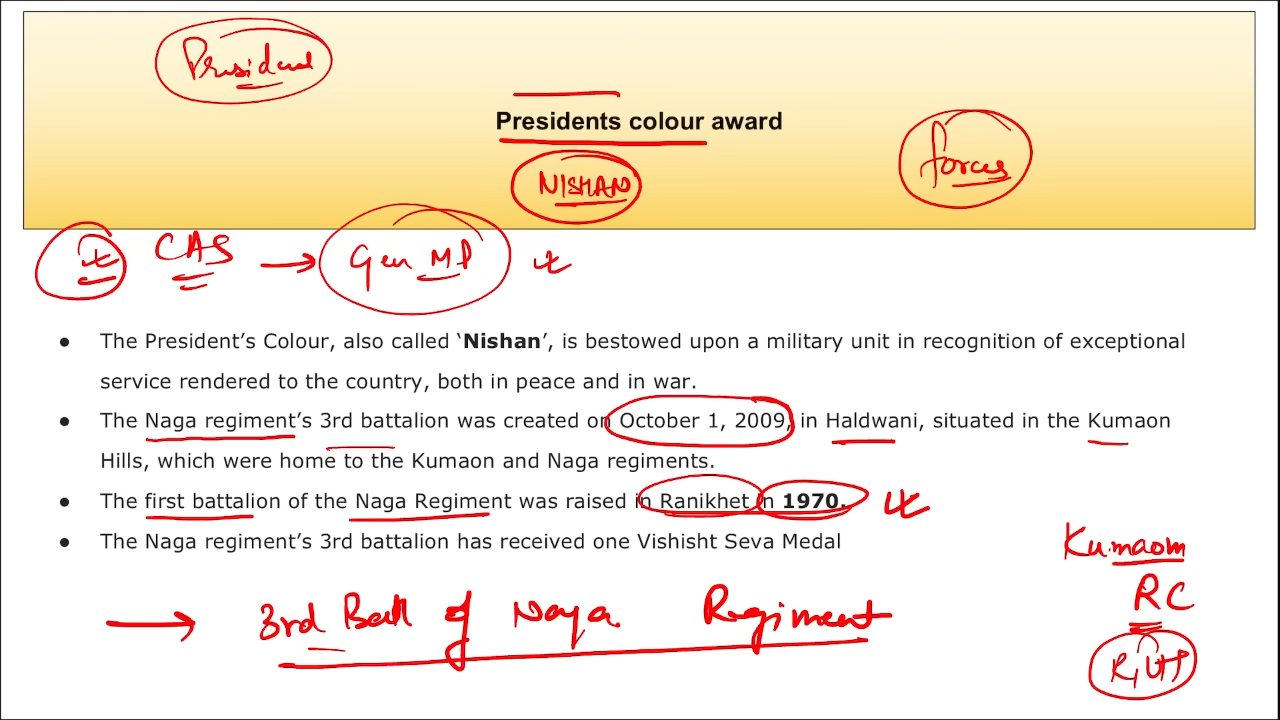 President
Presidents colour award
NISHAN
forces
CAS → Gen MP
● The President’s Colour, also called ‘Nishan’, is bestowed upon a military unit in recognition of exceptional
service rendered to the country, both in peace and in war.
● The Naga regiment’s 3rd battalion was created on October 1, 2009, in Haldwani, situated in the Kumaon
Hills, which were home to the Kumaon and Naga regiments.
● The first battalion of the Naga Regiment was raised in Ranikhet in 1970.
● The Naga regiment’s 3rd battalion has received one Vishisht Seva Medal
Kumaom
RC
→ 3rd Batt of Naga Regiment